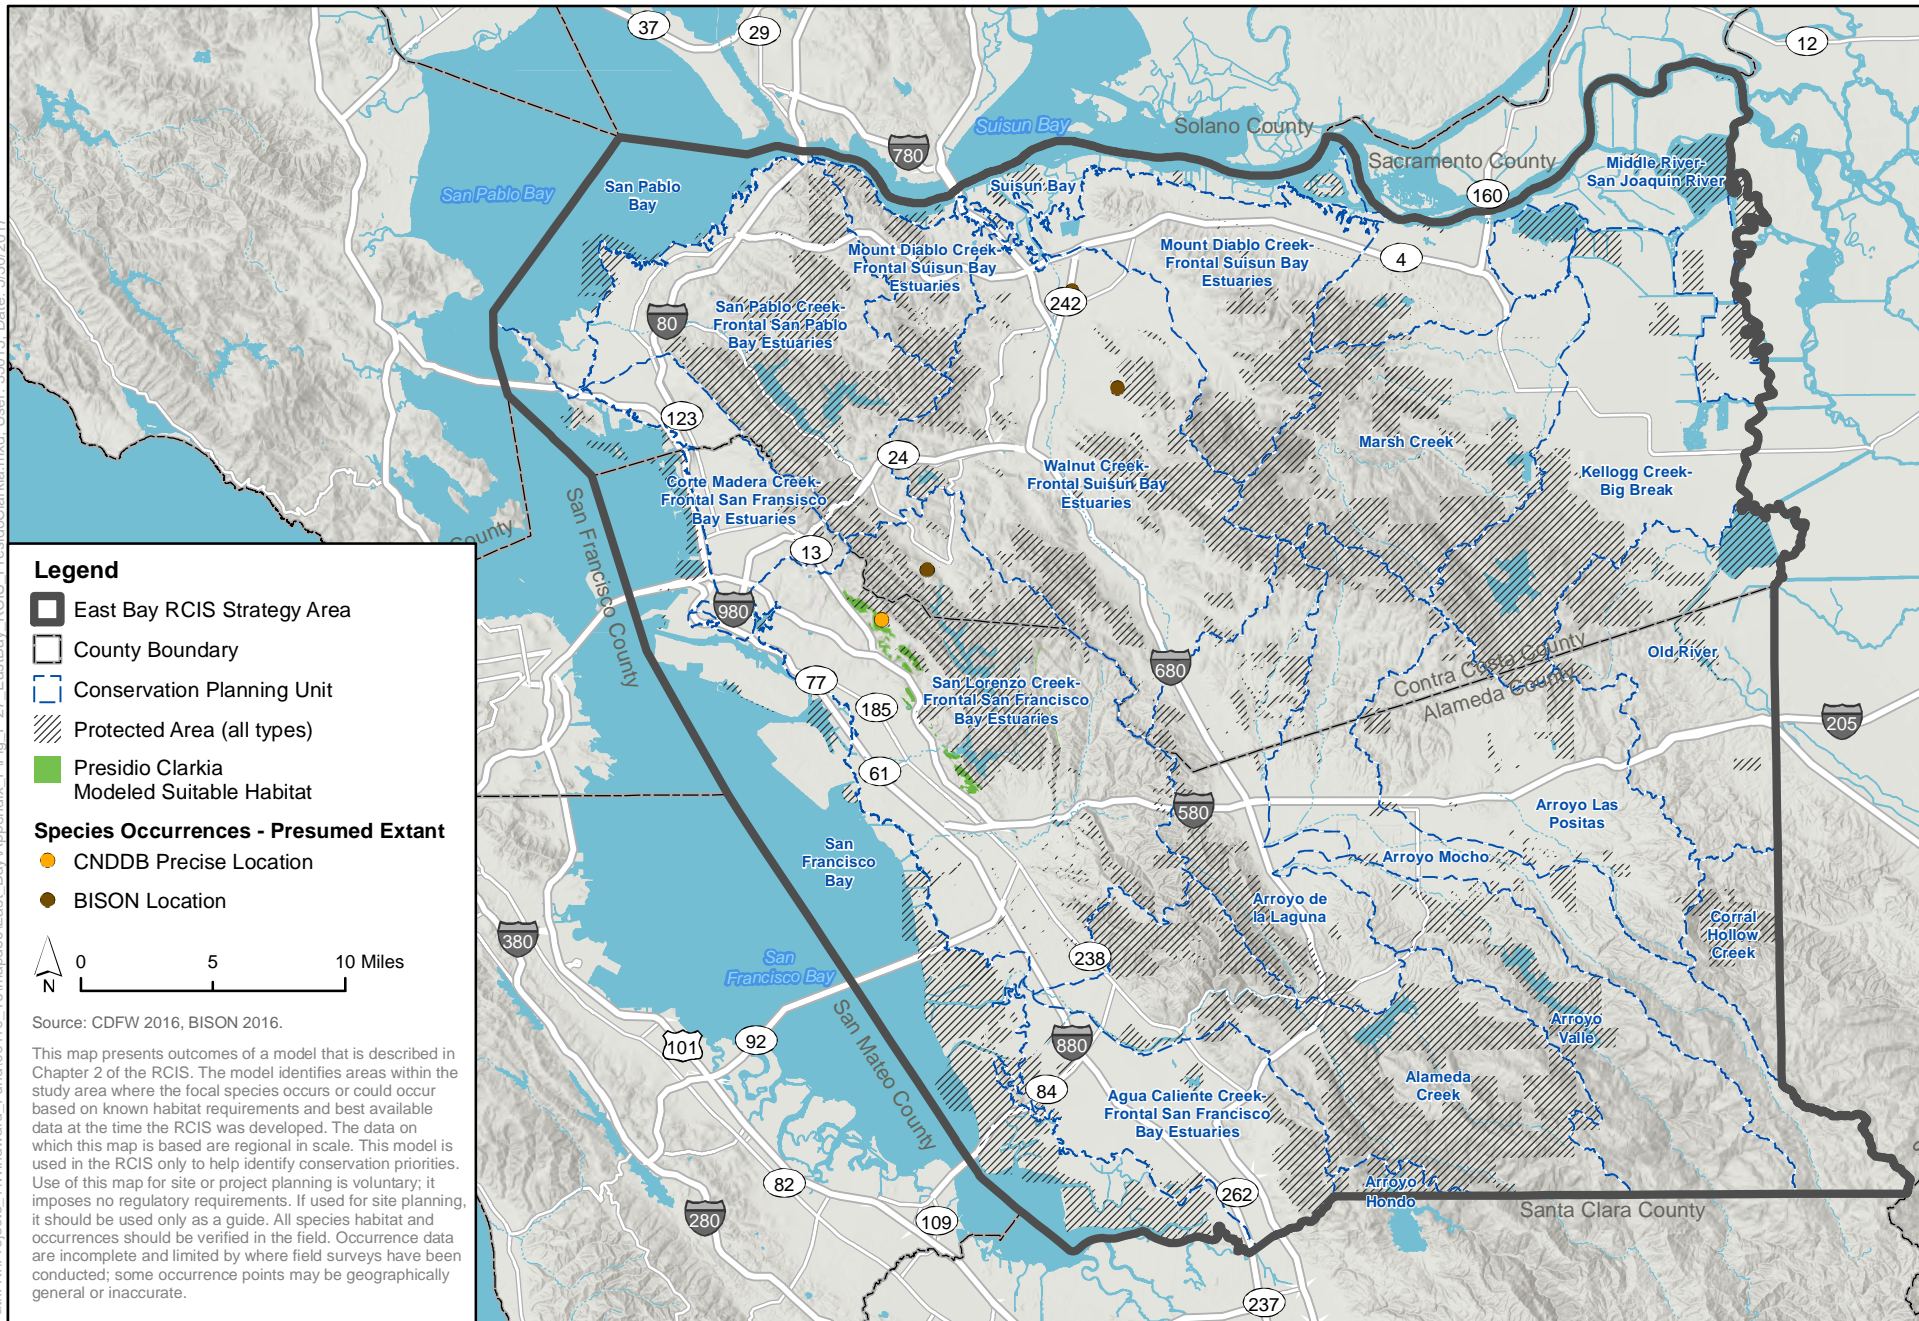 37
29
12
Suisun Bay
Solano County
780
Sacramento County
Middle River-
San Joaquin River
San Pablo Bay
San Pablo
Bay
Suisun Bay
160
Mount Diablo Creek-
Frontal Suisun Bay
Estuaries
Mount Diablo Creek-
Frontal Suisun Bay
Estuaries
4
242
80
San Pablo Creek-
Frontal San Pablo
Bay Estuaries
123
24
Marsh Creek
Walnut Creek-
Frontal Suisun Bay
Estuaries
Kellogg Creek-
Big Break
Corte Madera Creek-
Frontal San Fransisco
Bay Estuaries
County
San Francisco County
13
980
680
Contra Costa County
Alameda County
Old River
77
185
San Lorenzo Creek-
Frontal San Francisco
Bay Estuaries
205
61
580
Arroyo Las
Positas
San
Francisco
Bay
Arroyo Mocho
Arroyo de
la Laguna
Corral
Hollow
Creek
380
238
San
Francisco Bay
San Mateo County
Arroyo
Valle
880
101
92
84
Alameda
Creek
Agua Caliente Creek-
Frontal San Francisco
Bay Estuaries
82
262
Arroyo
Hondo
Santa Clara County
280
109
237
Legend
East Bay RCIS Strategy Area
County Boundary
Conservation Planning Unit
Protected Area (all types)
Presidio Clarkia
Modeled Suitable Habitat
Species Occurrences - Presumed Extant
CNDDB Precise Location
BISON Location
N
0 5 10 Miles
Source: CDFW 2016, BISON 2016.
This map presents outcomes of a model that is described in
Chapter 2 of the RCIS. The model identifies areas within the
study area where the focal species occurs or could occur
based on known habitat requirements and best available
data at the time the RCIS was developed. The data on
which this map is based are regional in scale. This model is
used in the RCIS only to help identify conservation priorities.
Use of this map for site or project planning is voluntary; it
imposes no regulatory requirements. If used for site planning,
it should be used only as a guide. All species habitat and
occurrences should be verified in the field. Occurrence data
are incomplete and limited by where field surveys have been
conducted; some occurrence points may be geographically
general or inaccurate.